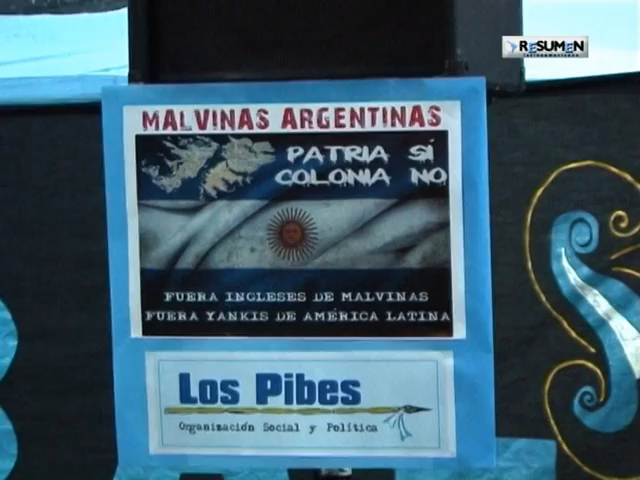 RESUMEN
latinoamericano
MALVINAS ARGENTINAS
PATRIA SÍ
COLONIA NO
FUERA INGLESES DE MALVINAS
FUERA YANKIS DE AMÉRICA LATINA
Los Pibes
Organización Social y Política